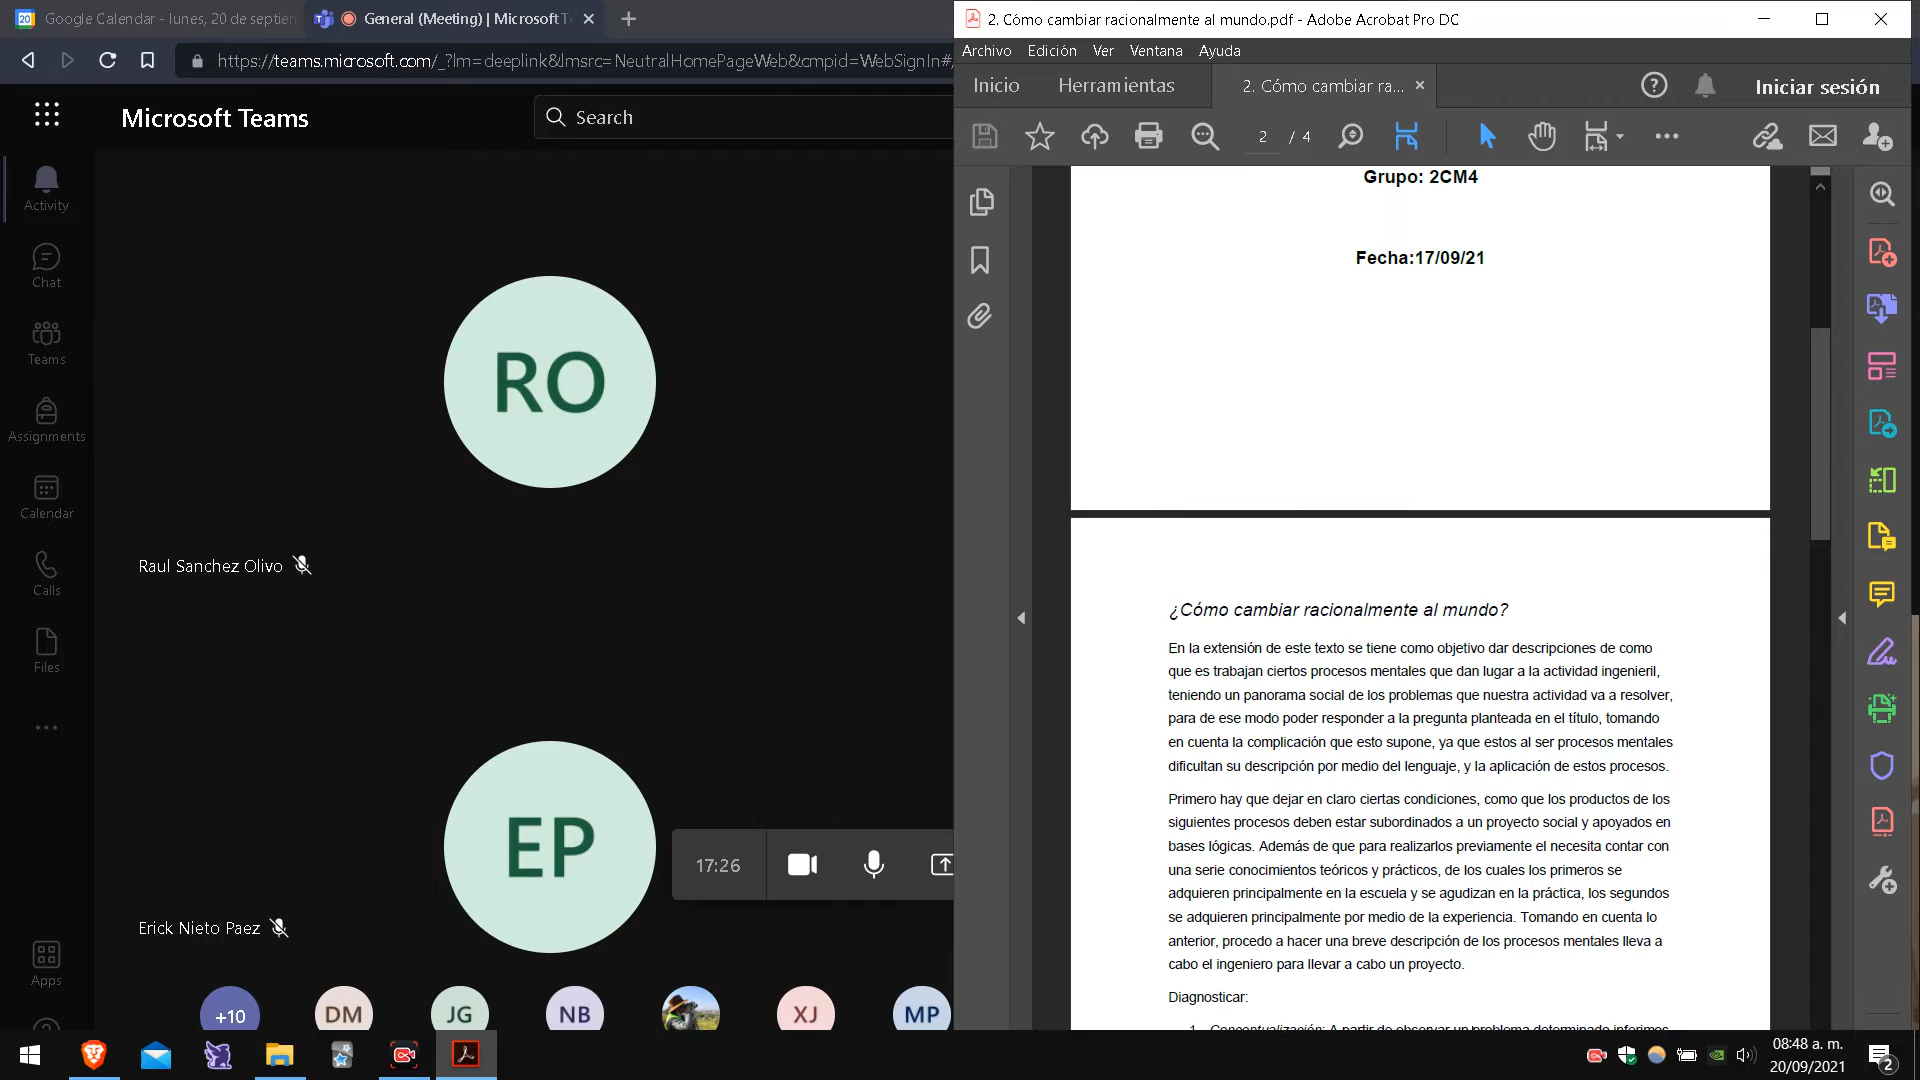 Google Calendar - lunes, 20 de septien
General (Meeting) | Microsoft T
https://teams.microsoft.com/_?lm=deeplink&lmsrc=NeutralHomePageWeb&cmpid=WebSignIn#
Microsoft Teams
Search
Activity
Chat
Teams
Assignments
Calendar
Calls
Files
Apps
RO
Raul Sanchez Olivo
EP
Erick Nieto Paez
17:26
+10
DM
JG
NB
XJ
MP
2. Cómo cambiar racionalmente al mundo.pdf - Adobe Acrobat Pro DC
Archivo Edición Ver Ventana Ayuda
Inicio Herramientas 2. Cómo cambiar ra... Iniciar sesión
2 / 4
Grupo: 2CM4
Fecha:17/09/21
¿Cómo cambiar racionalmente al mundo?
En la extensión de este texto se tiene como objetivo dar descripciones de como
que es trabajan ciertos procesos mentales que dan lugar a la actividad ingenieril,
teniendo un panorama social de los problemas que nuestra actividad va a resolver,
para de ese modo poder responder a la pregunta planteada en el título, tomando
en cuenta la complicación que esto supone, ya que estos al ser procesos mentales
dificultan su descripción por medio del lenguaje, y la aplicación de estos procesos.
Primero hay que dejar en claro ciertas condiciones, como que los productos de los
siguientes procesos deben estar subordinados a un proyecto social y apoyados en
bases lógicas. Además de que para realizarlos previamente el necesita contar con
una serie conocimientos teóricos y prácticos, de los cuales los primeros se
adquieren principalmente en la escuela y se agudizan en la práctica, los segundos
se adquieren principalmente por medio de la experiencia. Tomando en cuenta lo
anterior, procedo a hacer una breve descripción de los procesos mentales lleva a
cabo el ingeniero para llevar a cabo un proyecto.
Diagnosticar:
1. Conceptualización: A partir de observar un problema determinado inferimos
08:48 a. m.
20/09/2021
2
20